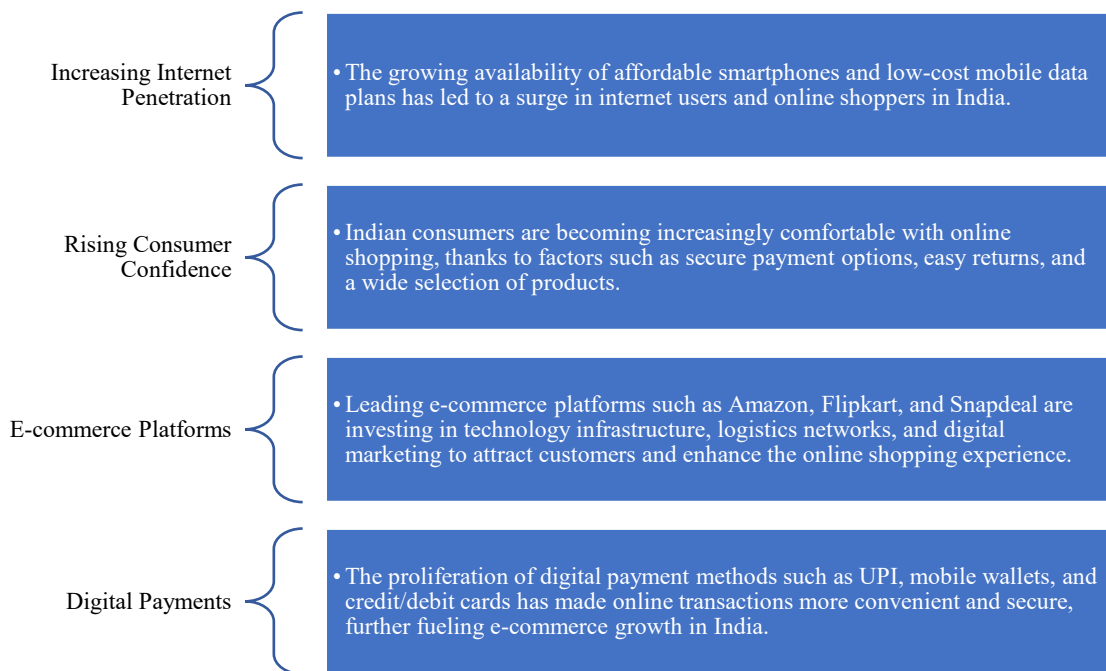 Increasing Internet
Penetration
• The growing availability of affordable smartphones and low-cost mobile data
plans has led to a surge in internet users and online shoppers in India.
Rising Consumer
Confidence
• Indian consumers are becoming increasingly comfortable with online
shopping, thanks to factors such as secure payment options, easy returns, and
a wide selection of products.
E-commerce Platforms
• Leading e-commerce platforms such as Amazon, Flipkart, and Snapdeal are
investing in technology infrastructure, logistics networks, and digital
marketing to attract customers and enhance the online shopping experience.
Digital Payments
• The proliferation of digital payment methods such as UPI, mobile wallets, and
credit/debit cards has made online transactions more convenient and secure,
further fueling e-commerce growth in India.